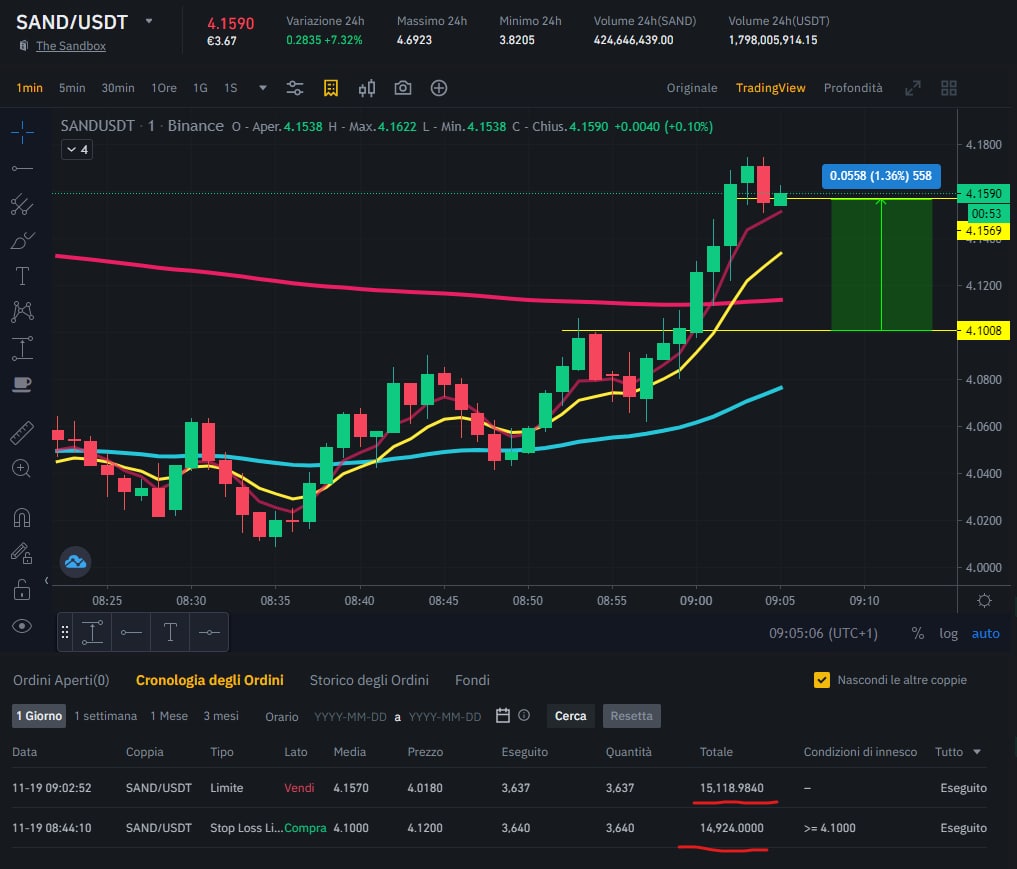 SAND/USDT
The Sandbox
4.1590
€3.67
Variazione 24h
0.2835 +7.32%
Massimo 24h
4.6923
Minimo 24h
3.8205
Volume 24h(SAND)
424,646,439.00
Volume 24h(USDT)
1,798,005,914.15
1min 5min 30min 1Ore 1G 1S
Originale TradingView Profondità
SANDUSDT · 1 · Binance O - Aper.4.1538 H - Max.4.1622 L - Min.4.1538 C - Chius.4.1590 +0.0040 (+0.10%)
4
0.0558 (1.36%) 558
4.1800
4.1590
00:53
4.1569
4.1400
4.1200
4.1008
4.0800
4.0600
4.0400
4.0200
4.0000
08:25 08:30 08:35 08:40 08:45 08:50 08:55 09:00 09:05 09:10
09:05:06 (UTC+1) % log auto
Ordini Aperti(0) Cronologia degli Ordini Storico degli Ordini Fondi Nascondi le altre coppie
1 Giorno 1 settimana 1 Mese 3 mesi Orario YYYY-MM-DD a YYYY-MM-DD Cerca Resetta
Data Coppia Tipo Lato Media Prezzo Eseguito Quantità Totale Condizioni di innesco Tutto
11-19 09:02:52 SAND/USDT Limite Vendi 4.1570 4.0180 3,637 3,637 15,118.9840 – Eseguito
11-19 08:44:10 SAND/USDT Stop Loss Li... Compra 4.1000 4.1200 3,640 3,640 14,924.0000 >= 4.1000 Eseguito